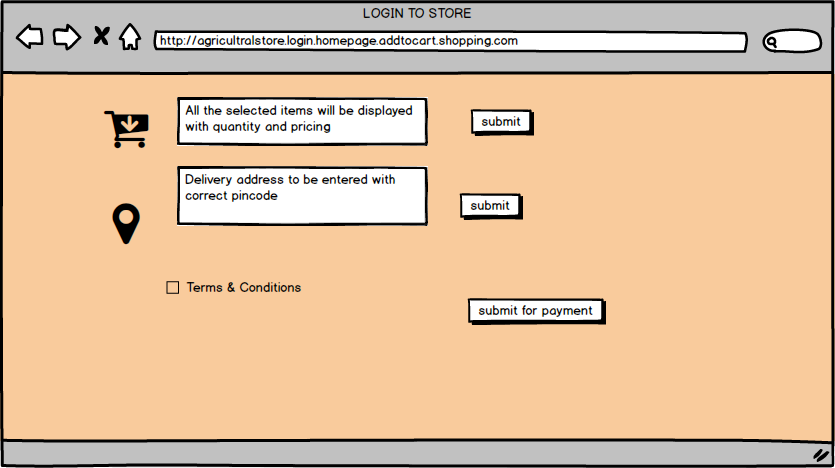 LOGIN TO STORE
http://agricultralstore.login.homepage.addtocart.shopping.com
All the selected items will be displayed
with quantity and pricing
submit
Delivery address to be entered with
correct pincode
submit
Terms & Conditions
submit for payment